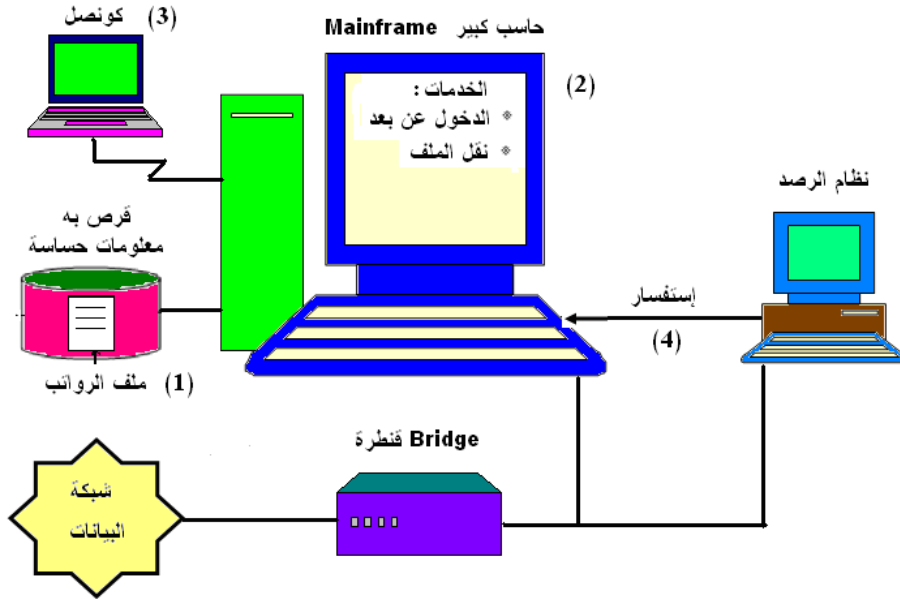 (3) كونصل
حاسب كبير Mainframe
(2)
الخدمات :
الدخول عن بعد
نقل الملف
نظام الرصد
قرص به
معلومات حساسة
إستفسار
(4)
(1) ملف الرواتب
Bridge قنطرة
شبكة
البيانات